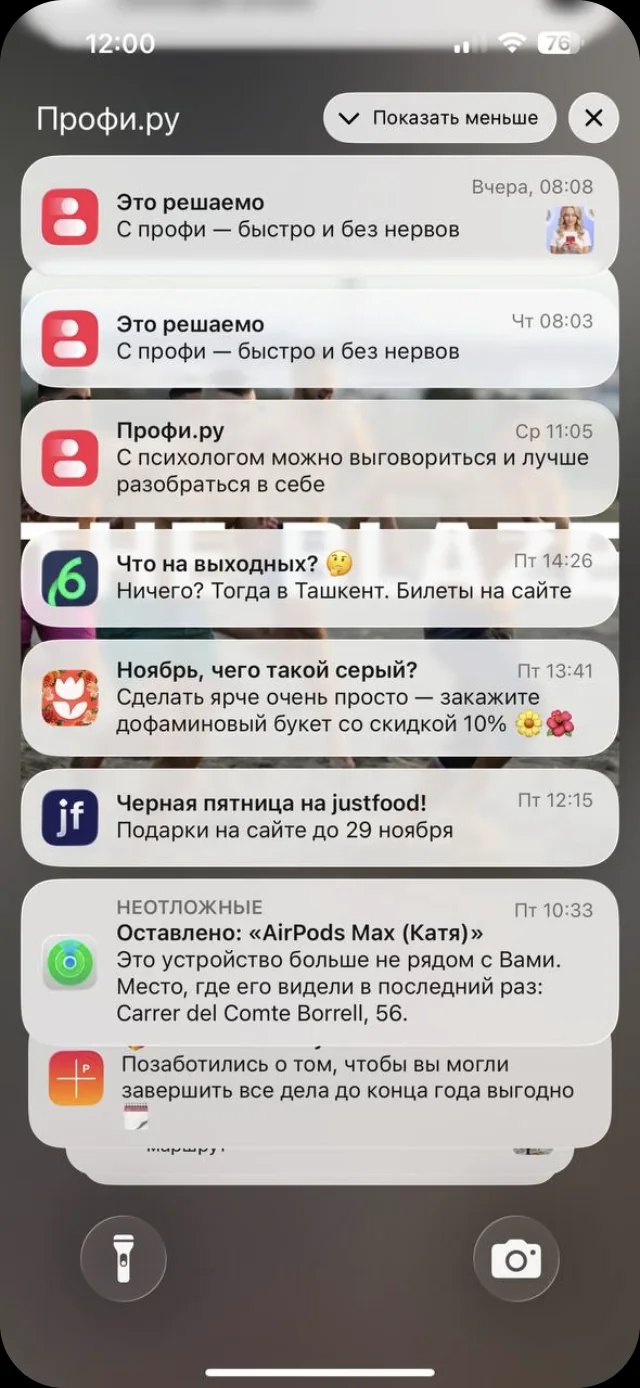 12:00
76
Профи.ру
Показать меньше
Вчера, 08:08
Это решаемо
С профи — быстро и без нервов
Чт 08:03
Это решаемо
С профи — быстро и без нервов
Профи.ру
Ср 11:05
С психологом можно выговориться и лучше
разобраться в себе
Что на выходных? 🤔
Пт 14:26
Ничего? Тогда в Ташкент. Билеты на сайте
Ноябрь, чего такой серый?
Пт 13:41
Сделать ярче очень просто — закажите
дофаминовый букет со скидкой 10% 🌼🌺
jf
Черная пятница на justfood!
Пт 12:15
Подарки на сайте до 29 ноября
НЕОТЛОЖНЫЕ
Пт 10:33
Оставлено: «AirPods Max (Катя)»
Это устройство больше не рядом с Вами.
Место, где его видели в последний раз:
Carrer del Comte Borrell, 56.
P
Позаботились о том, чтобы вы могли
завершить все дела до конца года выгодно
🗒️
маршрут